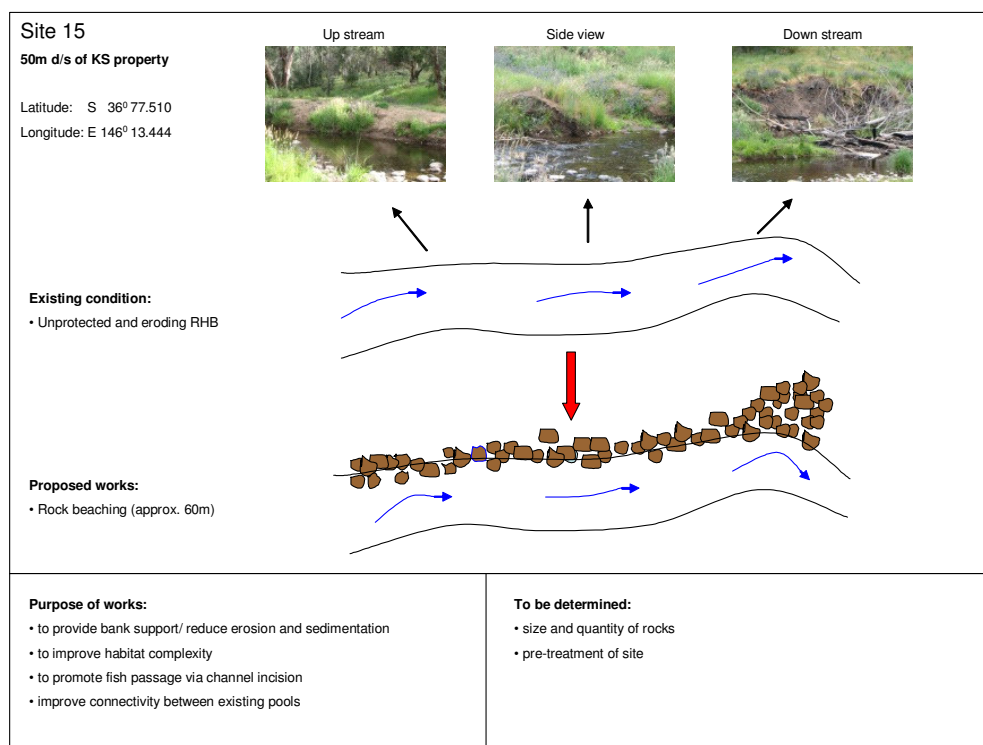 Site 15
50m d/s of KS property
Latitude: S 36⁰ 77.510
Longitude: E 146⁰ 13.444
Up stream
Side view
Down stream
Existing condition:
• Unprotected and eroding RHB
Proposed works:
• Rock beaching (approx. 60m)
Purpose of works:
• to provide bank support/ reduce erosion and sedimentation
• to improve habitat complexity
• to promote fish passage via channel incision
• improve connectivity between existing pools
To be determined:
• size and quantity of rocks
• pre-treatment of site